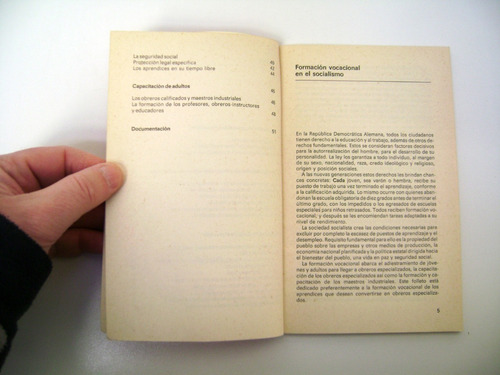 La seguridad social
Protección legal específica
Los aprendices en su tiempo libre
Capacitación de adultos
Los obreros calificados y maestros industriales
La formación de los profesores, obreros instructores
y educadores
Documentación
Formación vocacional
en el socialismo
En la República Democrática Alemana, todos los ciudadanos
tienen derecho a la educación y al trabajo, además de otros de-
rechos fundamentales. Estos se consideran factores decisivos
para la autorrealización del hombre, para el desarrollo de su
personalidad. La ley los garantiza a todo individuo, al margen
de su sexo, nacionalidad, raza, credo ideológico y religioso,
origen y posición sociales.
A las nuevas generaciones estos derechos les brindan chan-
ces concretas: Cada joven, sea varón o hembra, recibe su
puesto de trabajo una vez terminado el aprendizaje, conforme
a la calificación adquirida. Lo mismo ocurre con quienes aban-
donan la escuela obligatoria de diez grados antes de terminar el
último grado, con los impedidos o los agresados de escuelas
especiales para niños retrasados. Todos reciben formación vo-
cacional; y después se les encomiendan tareas adaptadas a su
nivel de rendimiento.
La sociedad socialista crea las condiciones necesarias para
excluir por completo la escasez de puestos de aprendizaje y el
desempleo. Requisito fundamental para ello es la propiedad del
pueblo sobre las empresas y otros medios de producción, la
economía nacional planificada y la política estatal dirigida hacia
el bienestar del pueblo, una vida en paz y seguridad social.
La formación vocacional abarca el adiestramiento de jóve-
nes y adultos para llegar a obreros especializados, la capacita-
ción de los obreros especializados así como la formación y ca-
pacitación de los maestros industriales. Este folleto está
dedicado preferentemente a la formación vocacional de los
aprendices que desean convertirse en obreros especializa-
dos.
5